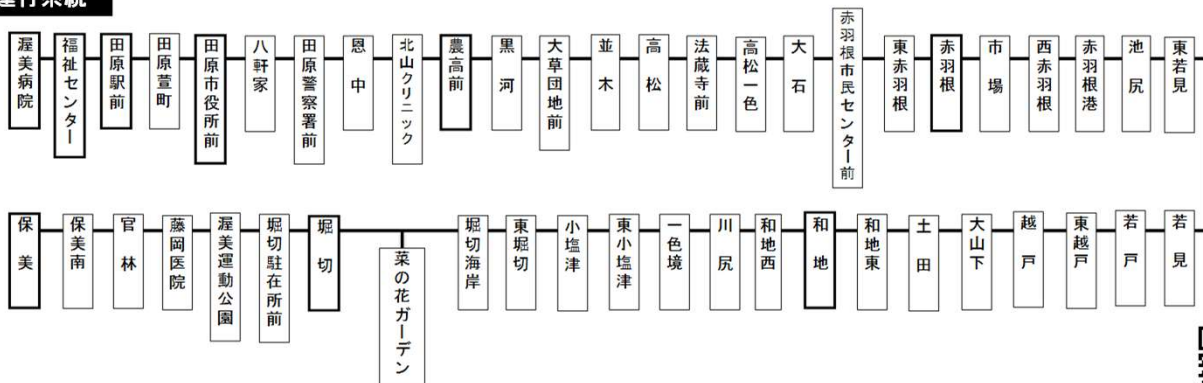 運行系統
渥美病院
福祉センター
田原駅前
田原萱町
田原市役所前
八軒家
田原警察署前
恩中
北山クリニック
農高前
黒河
大草団地前
並木
高松
法蔵寺前
高松一色
大石
赤羽根市民センター前
東赤羽根
赤羽根
市場
西赤羽根
赤羽根港
池尻
東若見
保美
保美南
官林
藤岡医院
渥美運動公園
堀切駐在所前
堀切
菜の花ガーデン
堀切海岸
東堀切
小塩津
東小塩津
一色境
川尻
和地西
和地
和地東
土田
大山下
越戸
東越戸
若戸
若見